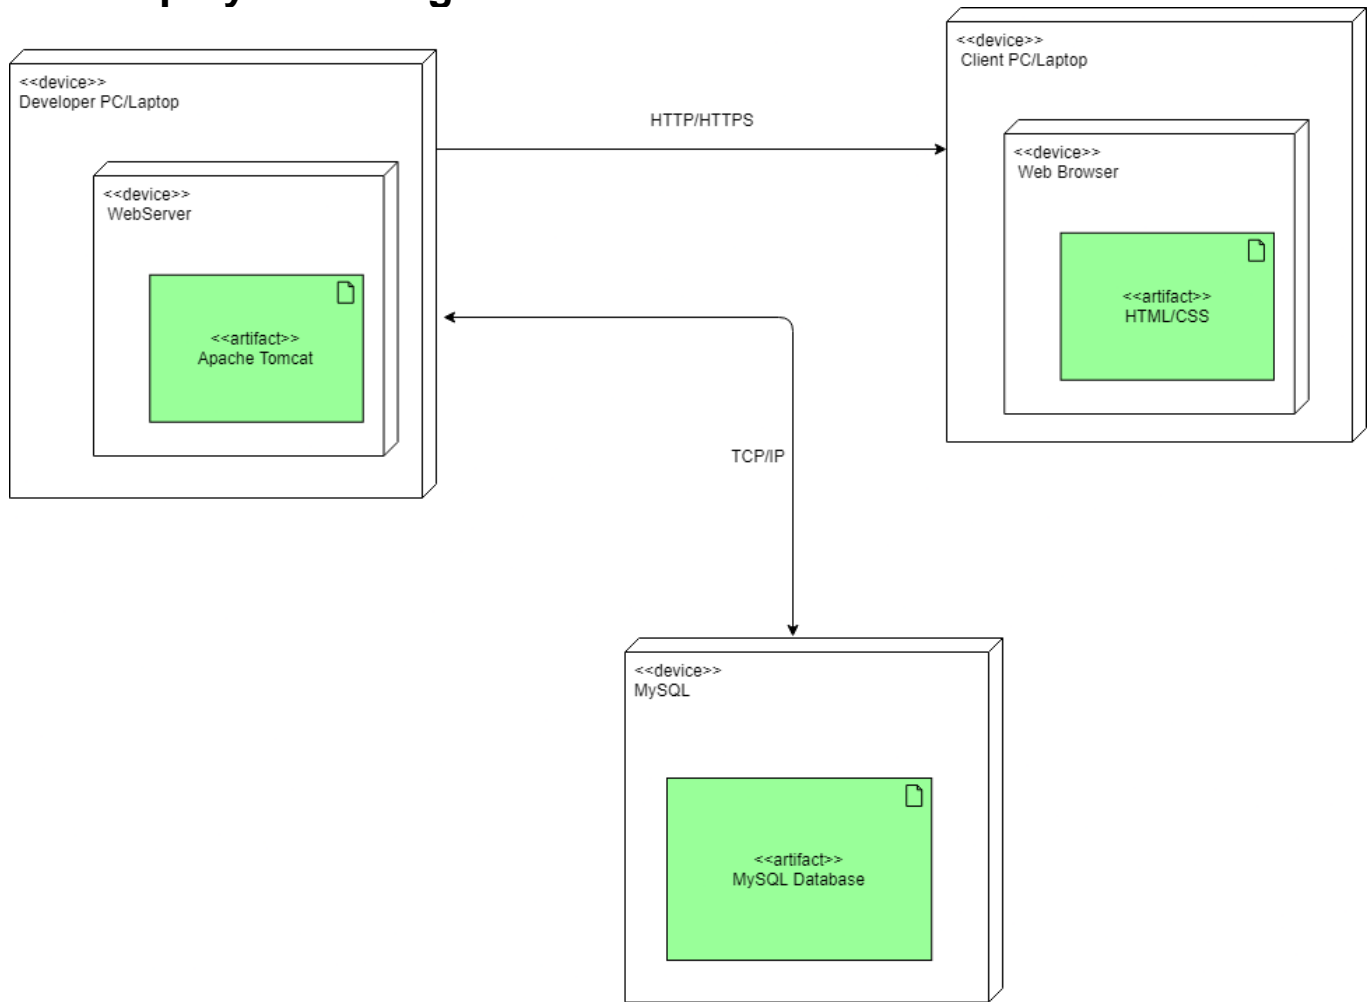 <<device>>
Developer PC/Laptop
<<device>>
WebServer
<<artifact>>
Apache Tomcat
HTTP/HTTPS
<<device>>
Client PC/Laptop
<<device>>
Web Browser
<<artifact>>
HTML/CSS
TCP/IP
<<device>>
MySQL
<<artifact>>
MySQL Database